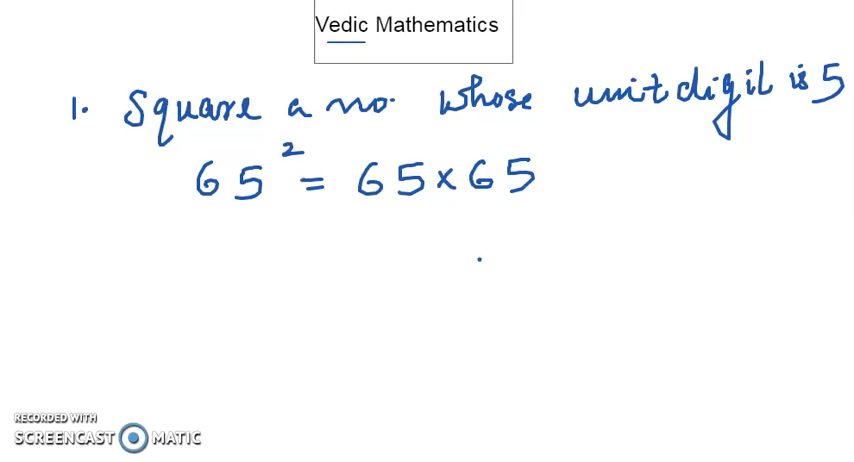 Vedic Mathematics
1. Square a no. whose unit digit is 5
65² = 65 × 65
RECORDED WITH
SCREENCAST MATIC